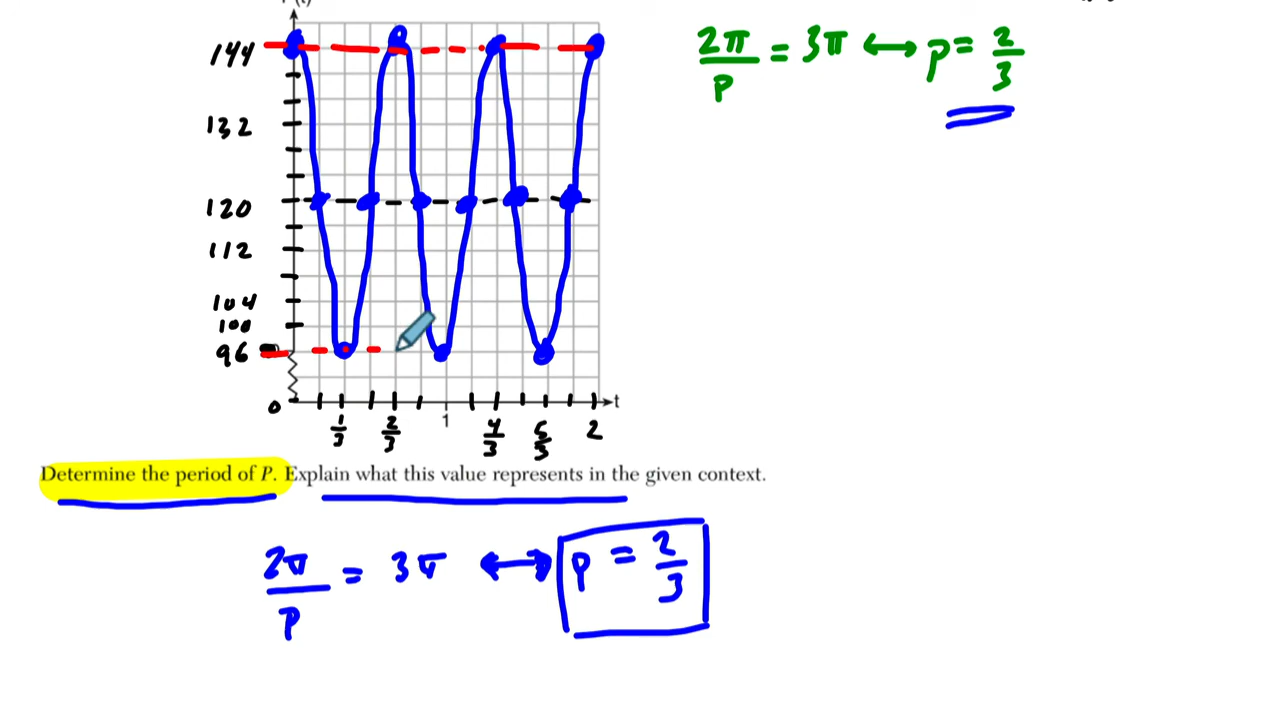 (t)
144
132
120
112
104
100
96
0
t
1/3 2/3 1 4/3 5/3 2
2π/p = 3π ↔ p = 2/3
Determine the period of P. Explain what this value represents in the given context.
2π/p = 3π ↔ p = 2/3